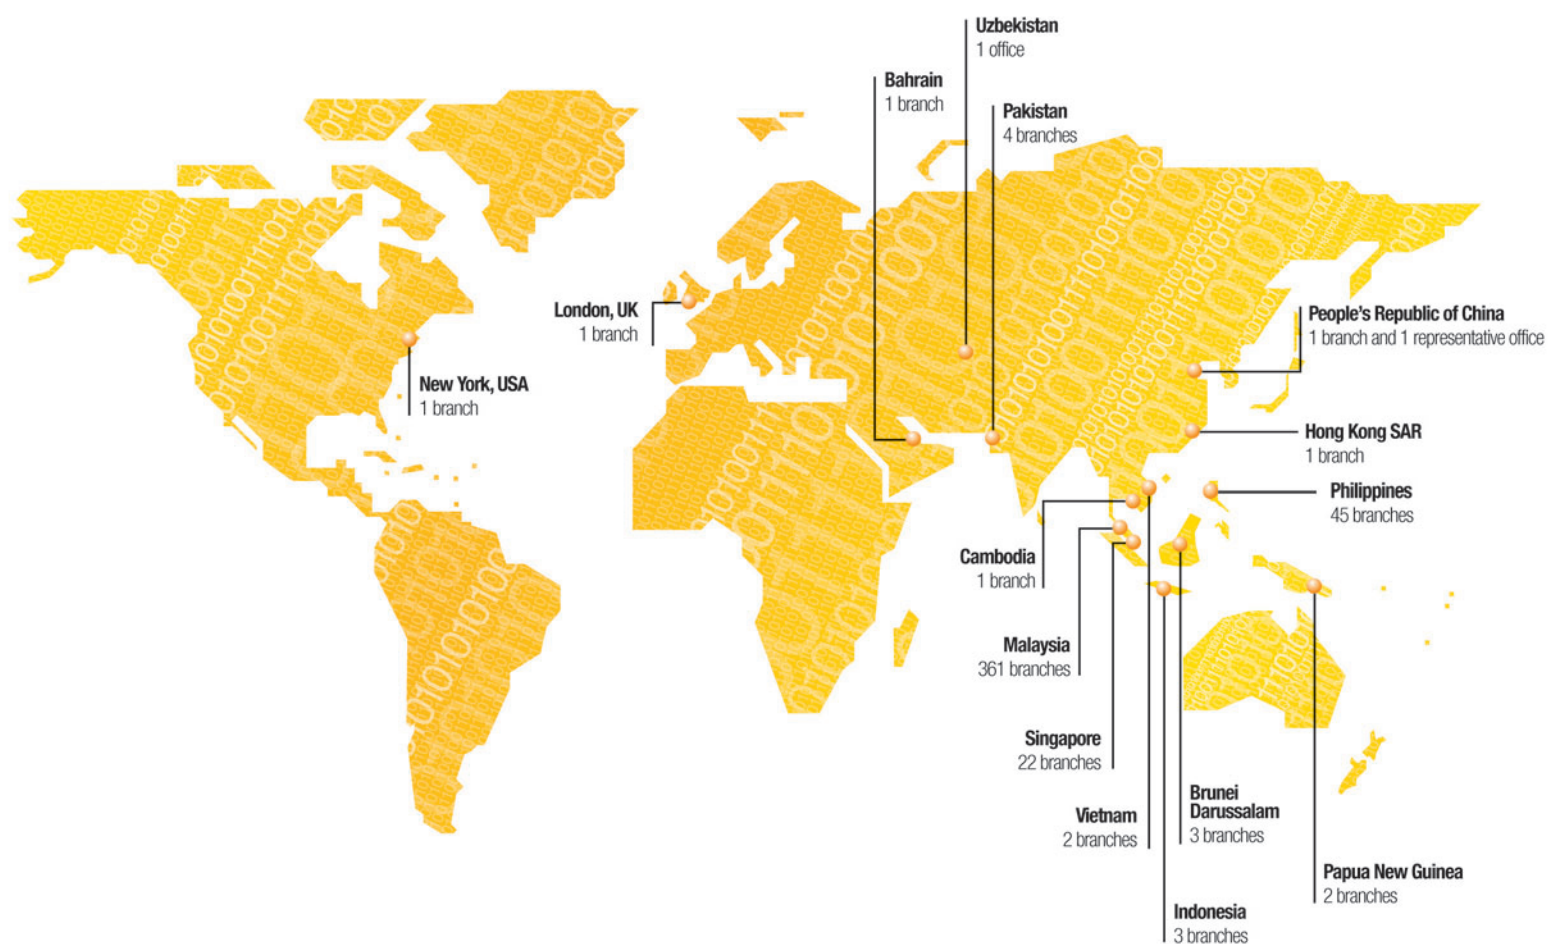 Uzbekistan
1 office
Bahrain
1 branch
Pakistan
4 branches
London, UK
1 branch
New York, USA
1 branch
People's Republic of China
1 branch and 1 representative office
Hong Kong SAR
1 branch
Philippines
45 branches
Cambodia
1 branch
Malaysia
361 branches
Singapore
22 branches
Vietnam
2 branches
Brunei
Darussalam
3 branches
Papua New Guinea
2 branches
Indonesia
3 branches